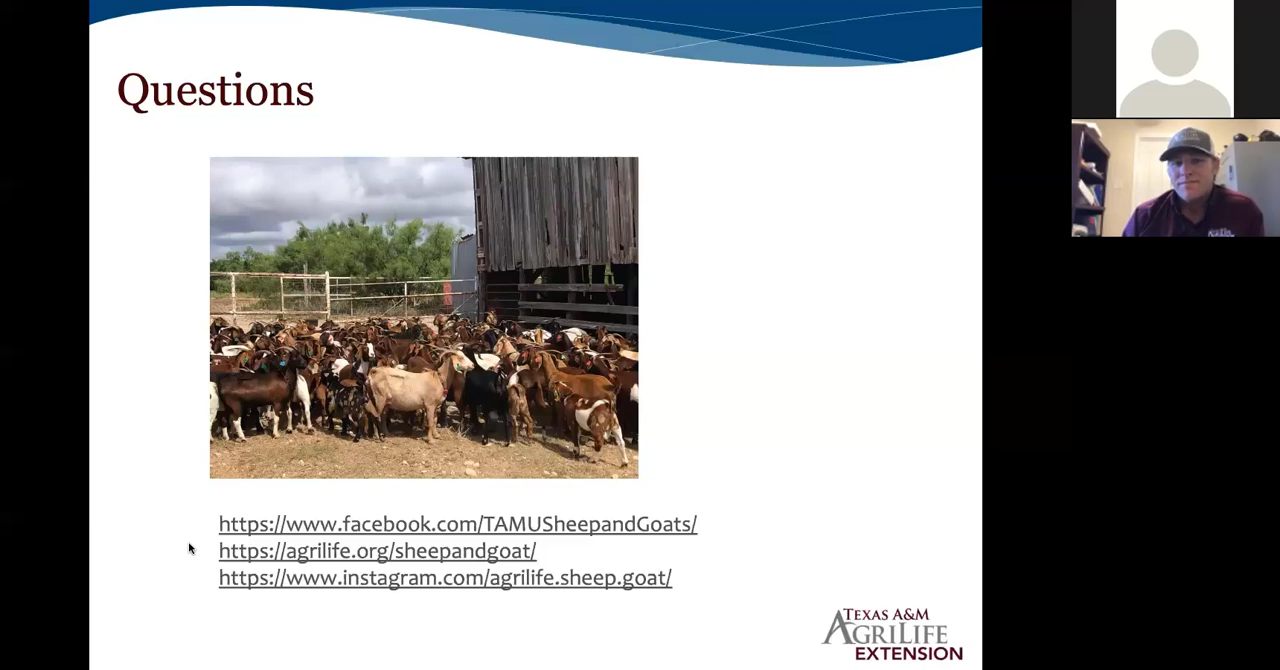 Questions
https://www.facebook.com/TAMUSheepandGoats/
https://agrilife.org/sheepandgoat/
https://www.instagram.com/agrilife.sheep.goat/
TEXAS A&M
AGRILIFE
EXTENSION